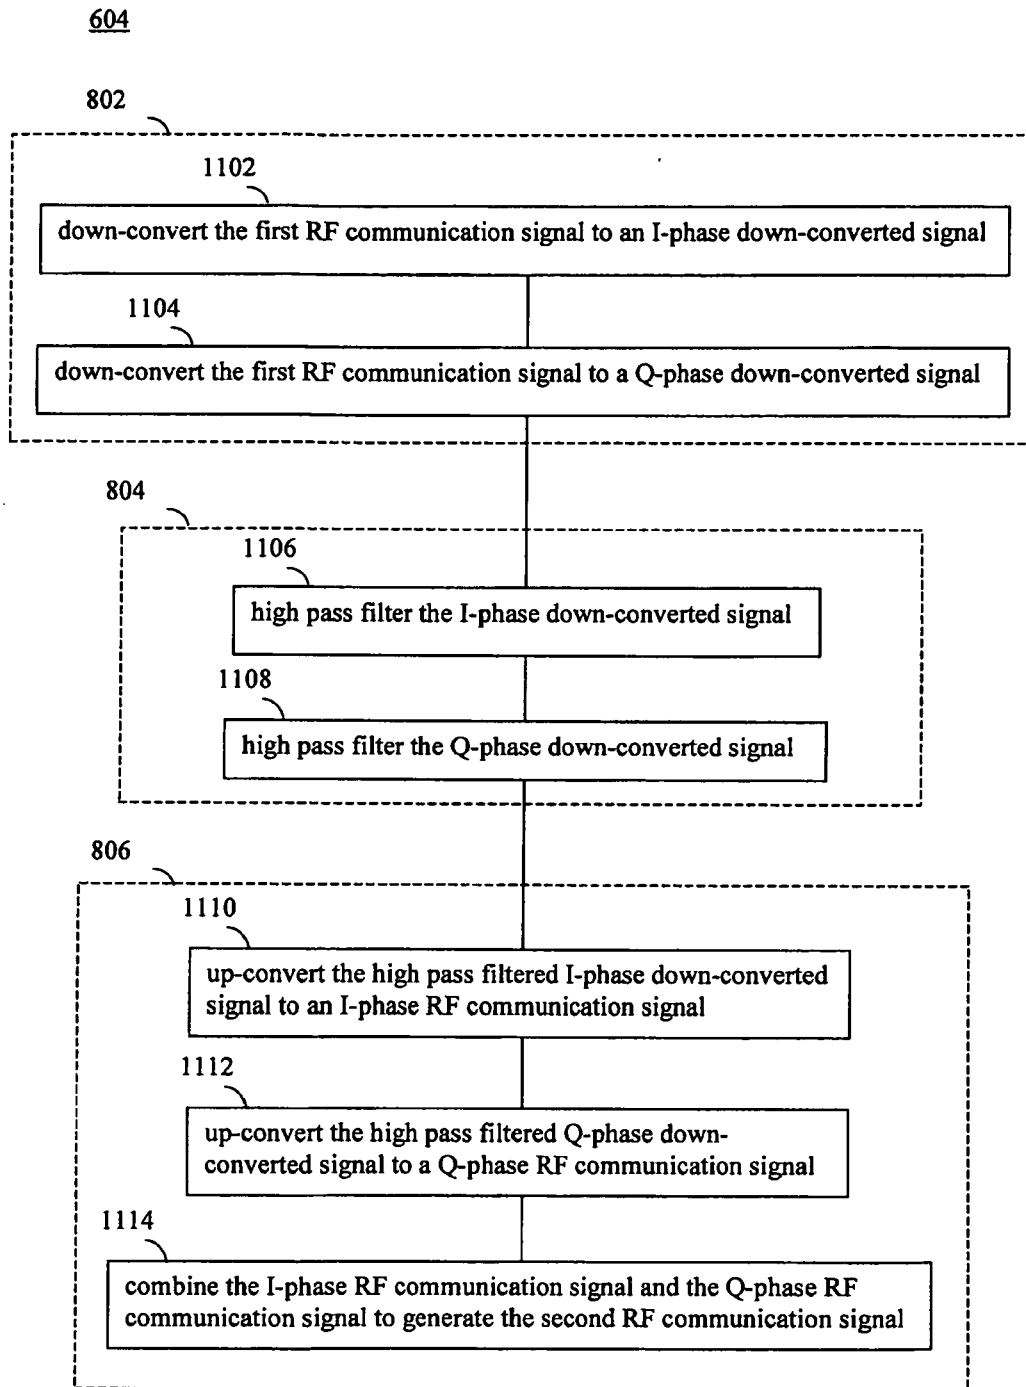 604
802
1102
down-convert the first RF communication signal to an I-phase down-converted signal
1104
down-convert the first RF communication signal to a Q-phase down-converted signal
804
1106
high pass filter the I-phase down-converted signal
1108
high pass filter the Q-phase down-converted signal
806
1110
up-convert the high pass filtered I-phase down-converted
signal to an I-phase RF communication signal
1112
up-convert the high pass filtered Q-phase down-
converted signal to a Q-phase RF communication signal
1114
combine the I-phase RF communication signal and the Q-phase RF
communication signal to generate the second RF communication signal